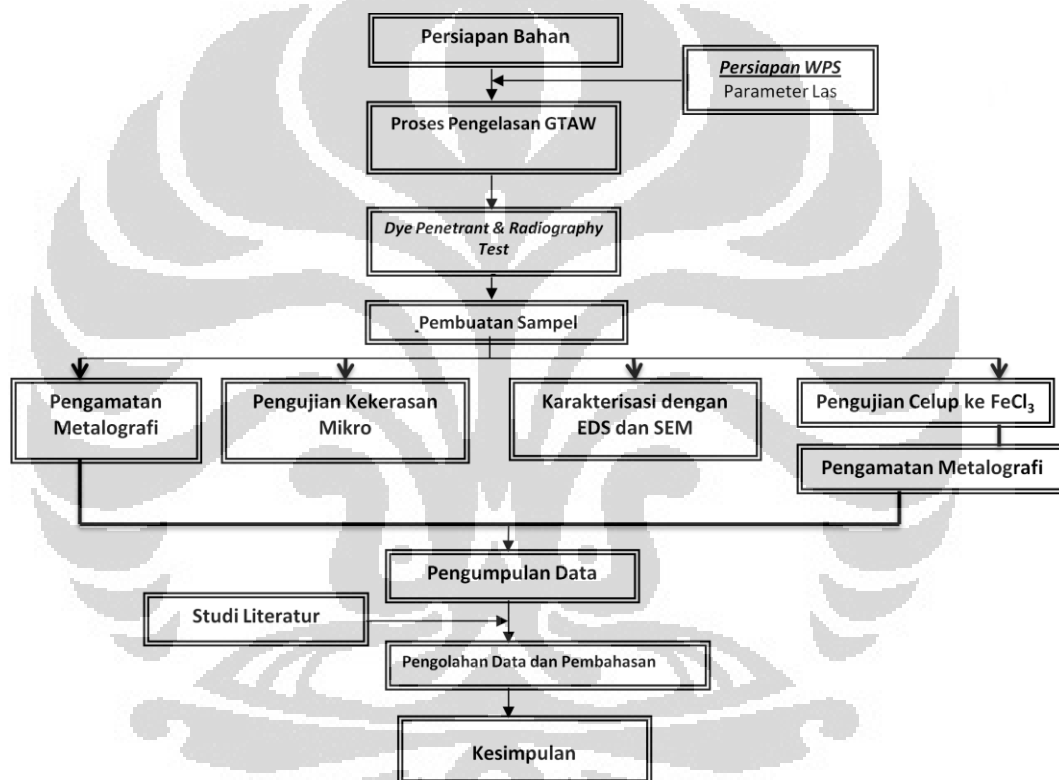 Persiapan Bahan
Persiapan WPS
Parameter Las
Proses Pengelasan GTAW
Dye Penetrant & Radiography
Test
Pembuatan Sampel
Pengamatan
Metalografi
Pengujian Kekerasan
Mikro
Karakterisasi dengan
EDS dan SEM
Pengujian Celup ke FeCl₃
Pengamatan Metalografi
Pengumpulan Data
Studi Literatur
Pengolahan Data dan Pembahasan
Kesimpulan